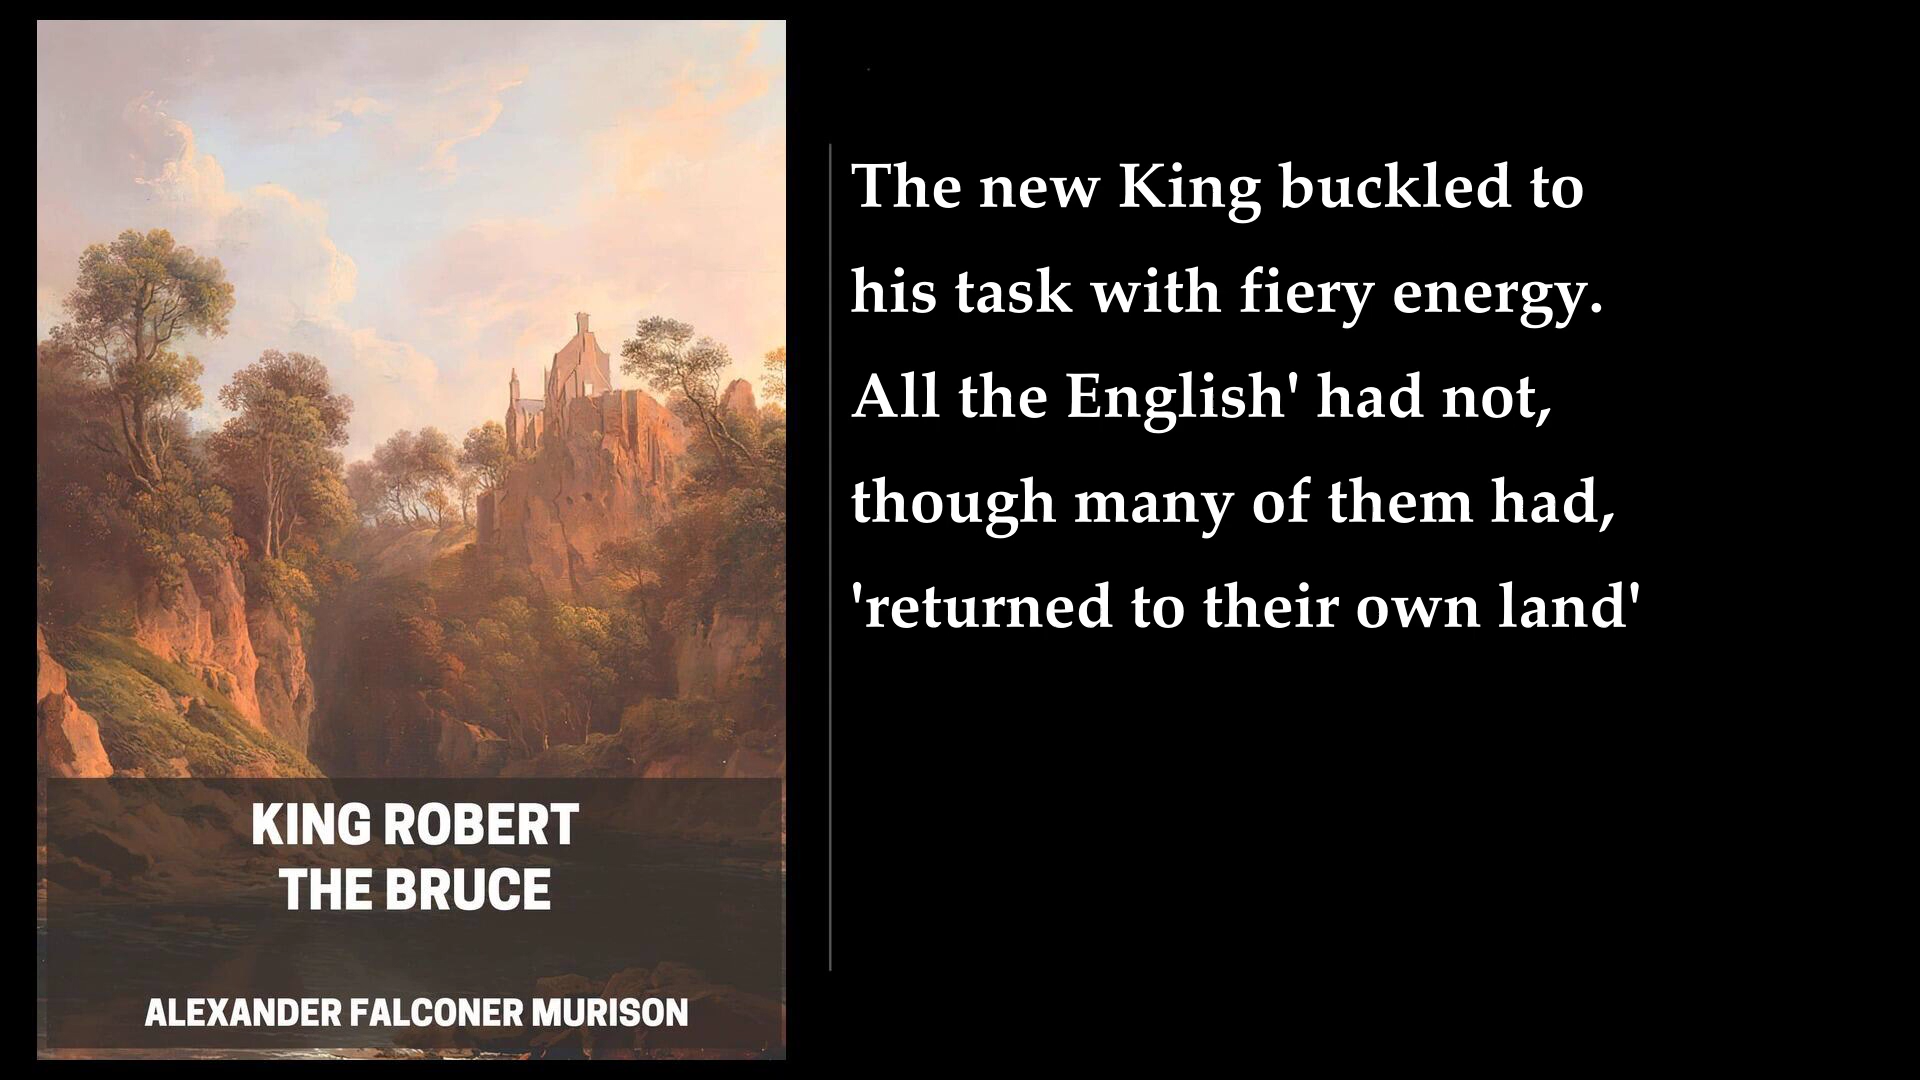 The new King buckled to
his task with fiery energy.
All the English' had not,
though many of them had,
'returned to their own land'
KING ROBERT
THE BRUCE
ALEXANDER FALCONER MURISON